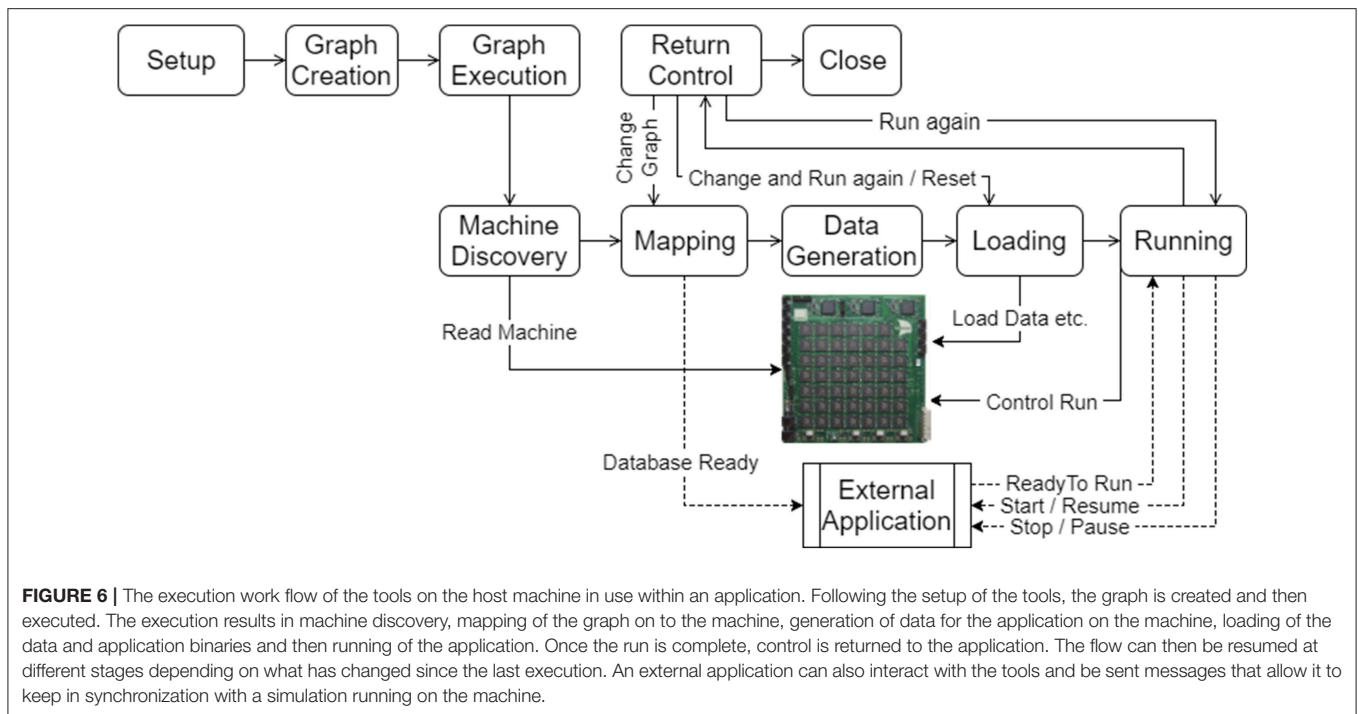 Setup
Graph
Creation
Graph
Execution
Return
Control
Close
Change
Graph
Run again
Change and Run again / Reset
Machine
Discovery
Mapping
Data
Generation
Loading
Running
Read Machine
Load Data etc.
Control Run
Database Ready
External
Application
ReadyTo Run
Start / Resume
Stop / Pause
FIGURE 6 | The execution work flow of the tools on the host machine in use within an application. Following the setup of the tools, the graph is created and then
executed. The execution results in machine discovery, mapping of the graph on to the machine, generation of data for the application on the machine, loading of the
data and application binaries and then running of the application. Once the run is complete, control is returned to the application. The flow can then be resumed at
different stages depending on what has changed since the last execution. An external application can also interact with the tools and be sent messages that allow it to
keep in synchronization with a simulation running on the machine.